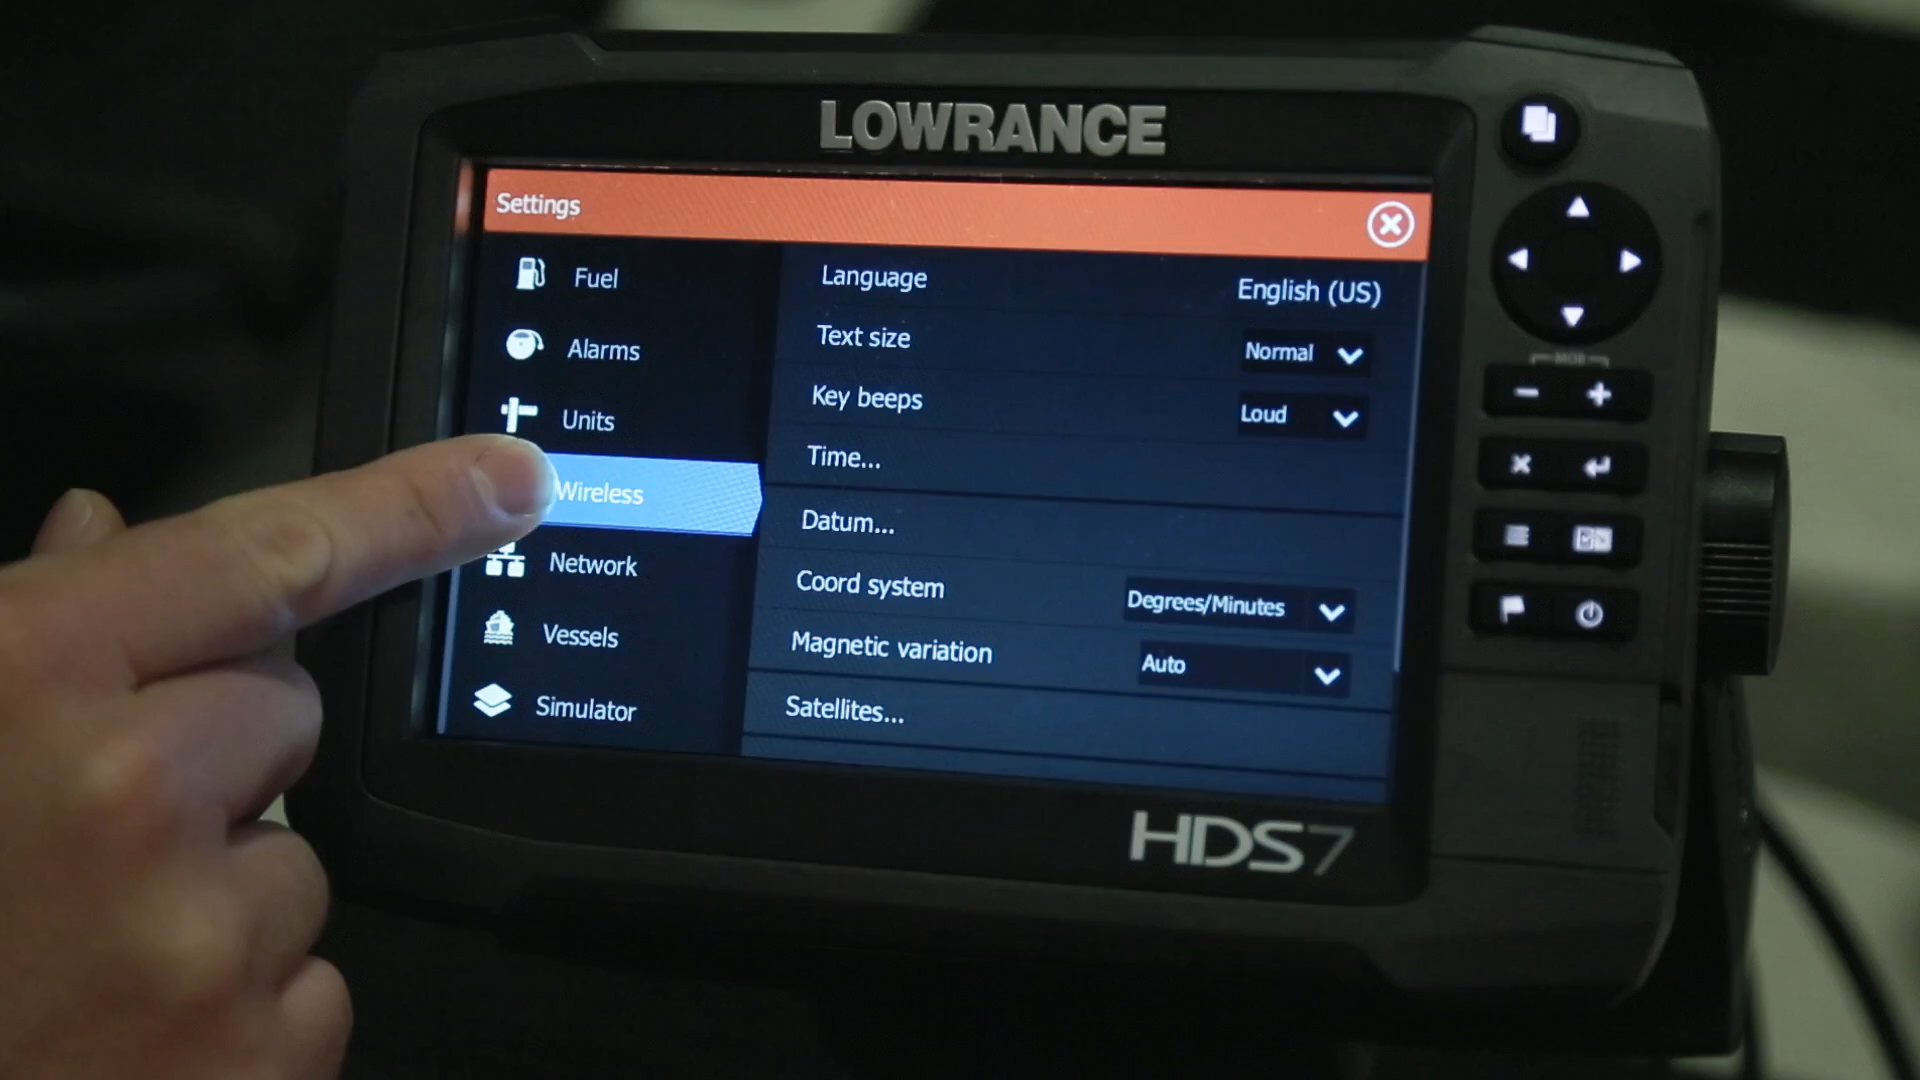 LOWRANCE
Settings
Fuel
Alarms
Units
Wireless
Network
Vessels
Simulator
Language English (US)
Text size Normal
Key beeps Loud
Time...
Datum...
Coord system Degrees/Minutes
Magnetic variation Auto
Satellites...
MOB
HDS7